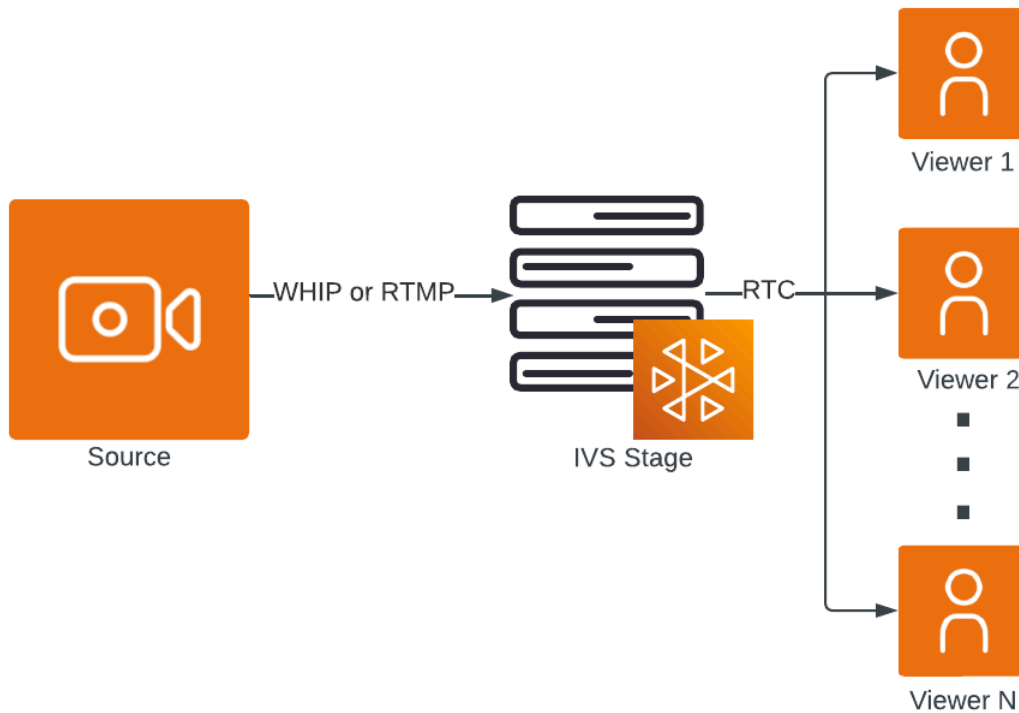 Viewer 1
WHIP or RTMP
RTC
Viewer 2
Source
IVS Stage
Viewer N